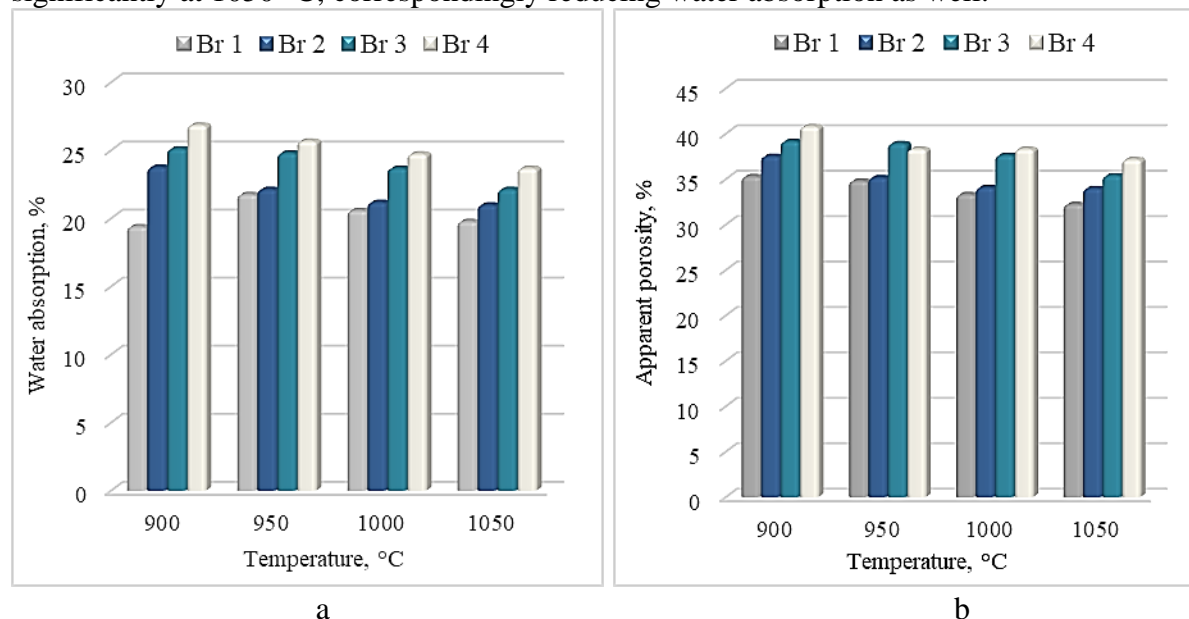 significantly at 1050 °C, correspondingly reducing water absorption as well.
Br 1 Br 2 Br 3 Br 4
30
25
20
15
10
5
0
Water absorption, %
900 950 1000 1050
Temperature, °C
a
Br 1 Br 2 Br 3 Br 4
45
40
35
30
25
20
15
10
5
0
Apparent porosity, %
900 950 1000 1050
Temperature, °C
b